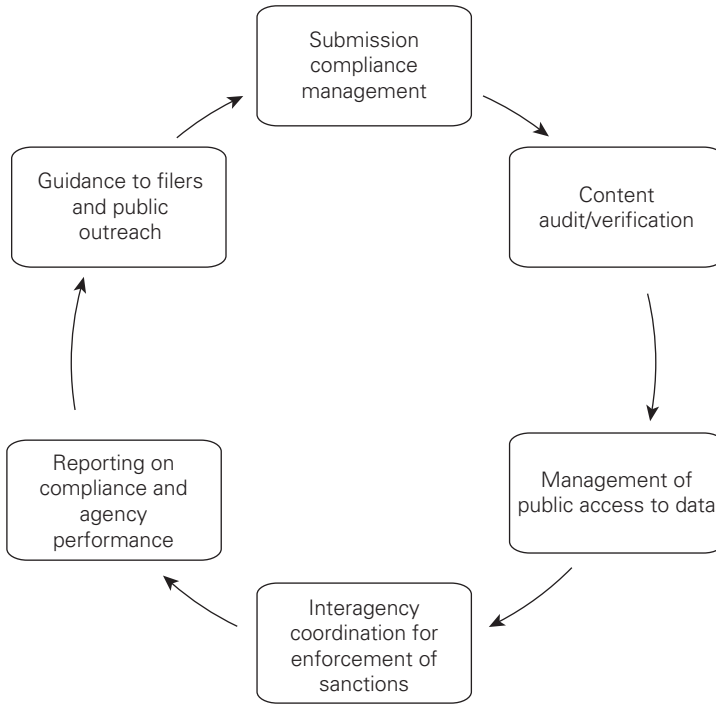 Submission
compliance
management
Content
audit/verification
Management of
public access to data
Interagency
coordination for
enforcement of
sanctions
Reporting on
compliance and
agency
performance
Guidance to filers
and public
outreach